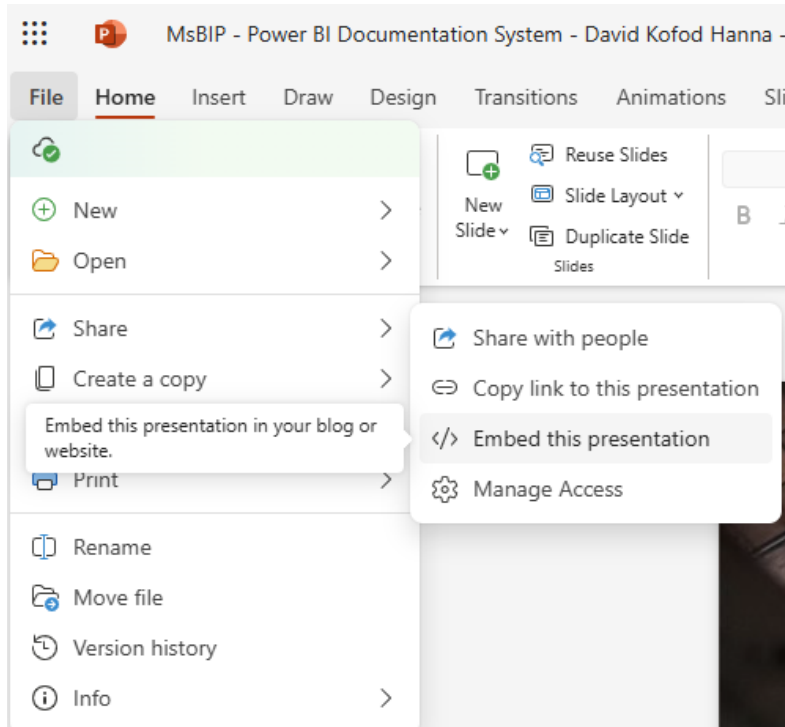 P
MsBIP - Power BI Documentation System - David Kofod Hanna -
File Home Insert Draw Design Transitions Animations
New
Open
Share
Create a copy
Embed this presentation in your blog or
website.
Print
Rename
Move file
Version history
Info
New
Slide
Reuse Slides
Slide Layout
Duplicate Slide
Slides
B
Share with people
Copy link to this presentation
</> Embed this presentation
Manage Access